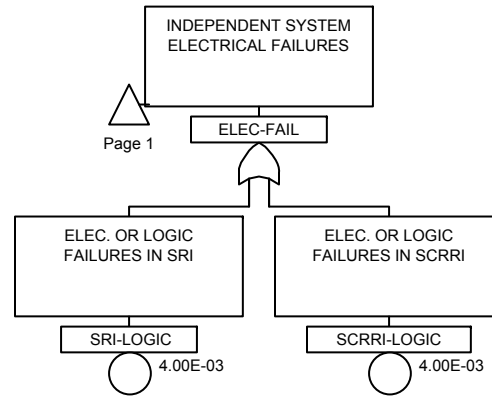 INDEPENDENT SYSTEM
ELECTRICAL FAILURES
Page 1
ELEC-FAIL
ELEC. OR LOGIC
FAILURES IN SRI
ELEC. OR LOGIC
FAILURES IN SCRRI
SRI-LOGIC
4.00E-03
SCRRI-LOGIC
4.00E-03